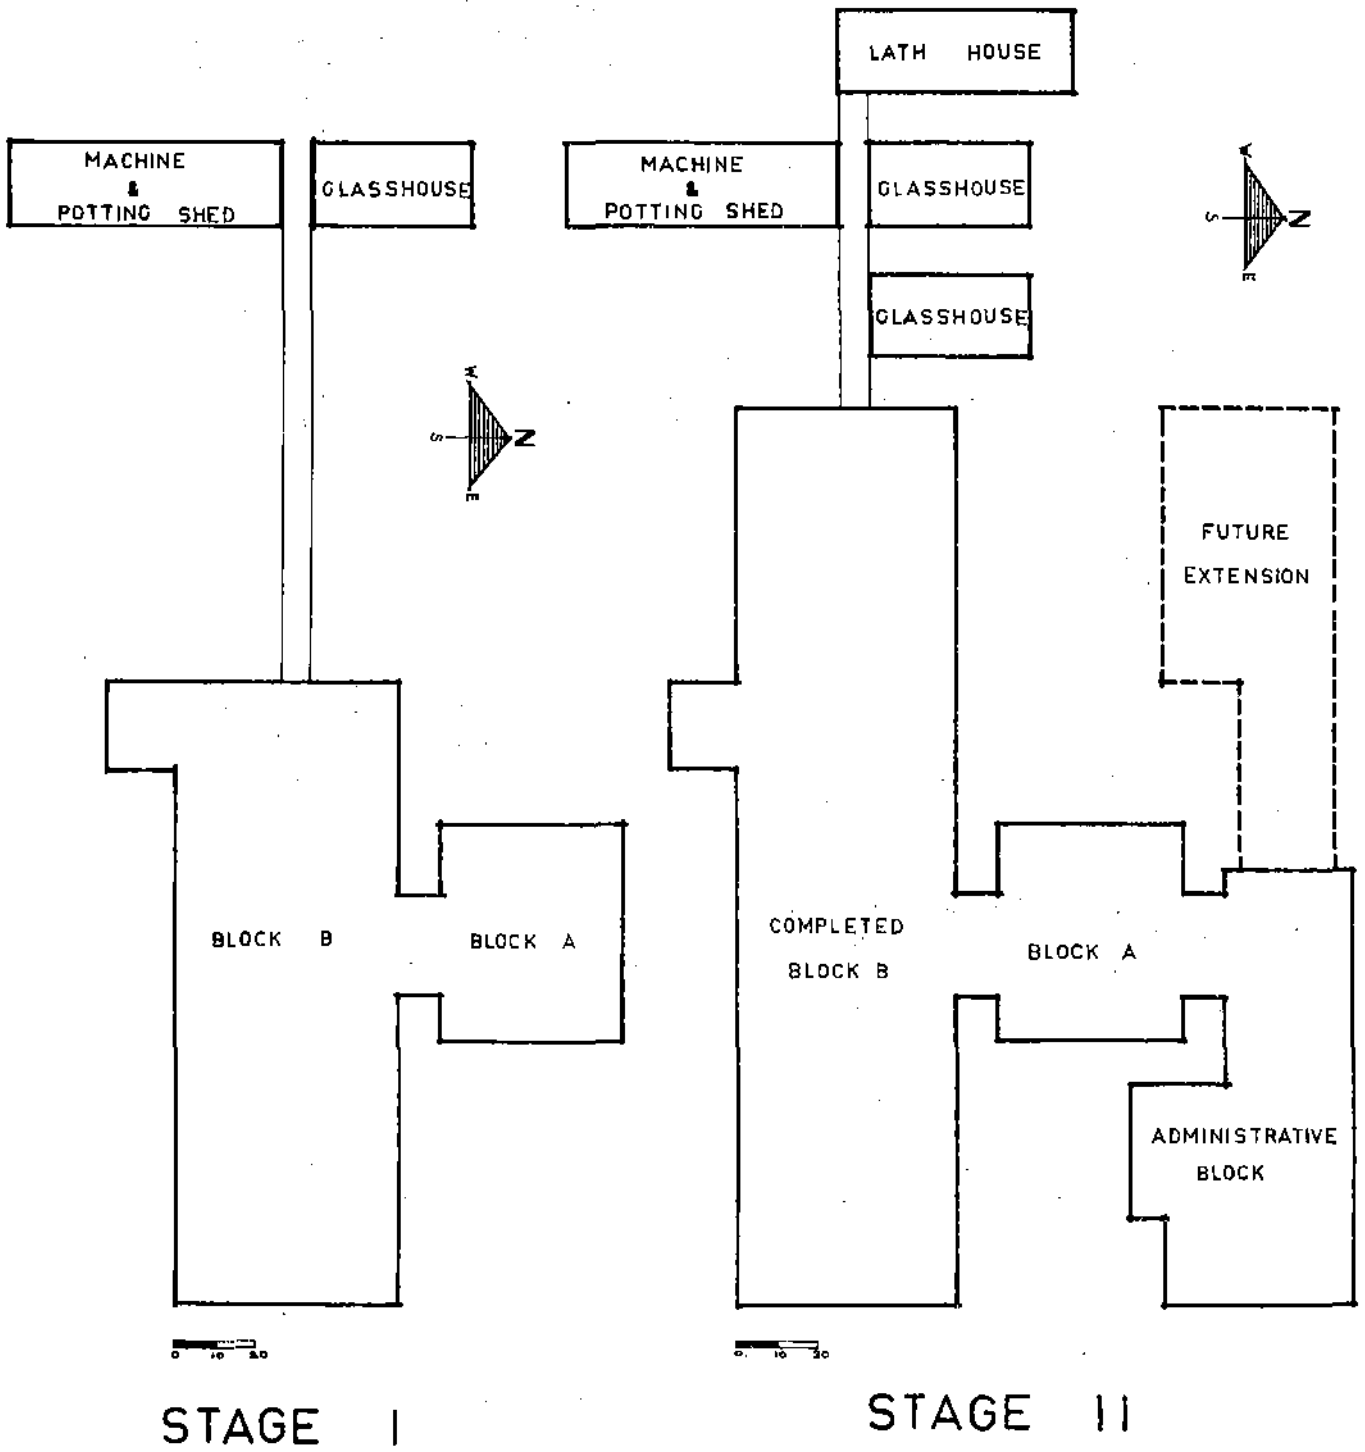 LATH HOUSE
MACHINE
&
POTTING SHED
GLASSHOUSE
MACHINE
&
POTTING SHED
GLASSHOUSE
W
S
N
E
GLASSHOUSE
W
S
N
E
FUTURE
EXTENSION
BLOCK B
BLOCK A
COMPLETED
BLOCK B
BLOCK A
ADMINISTRATIVE
BLOCK
0 10 20
0 10 20
STAGE I
STAGE II